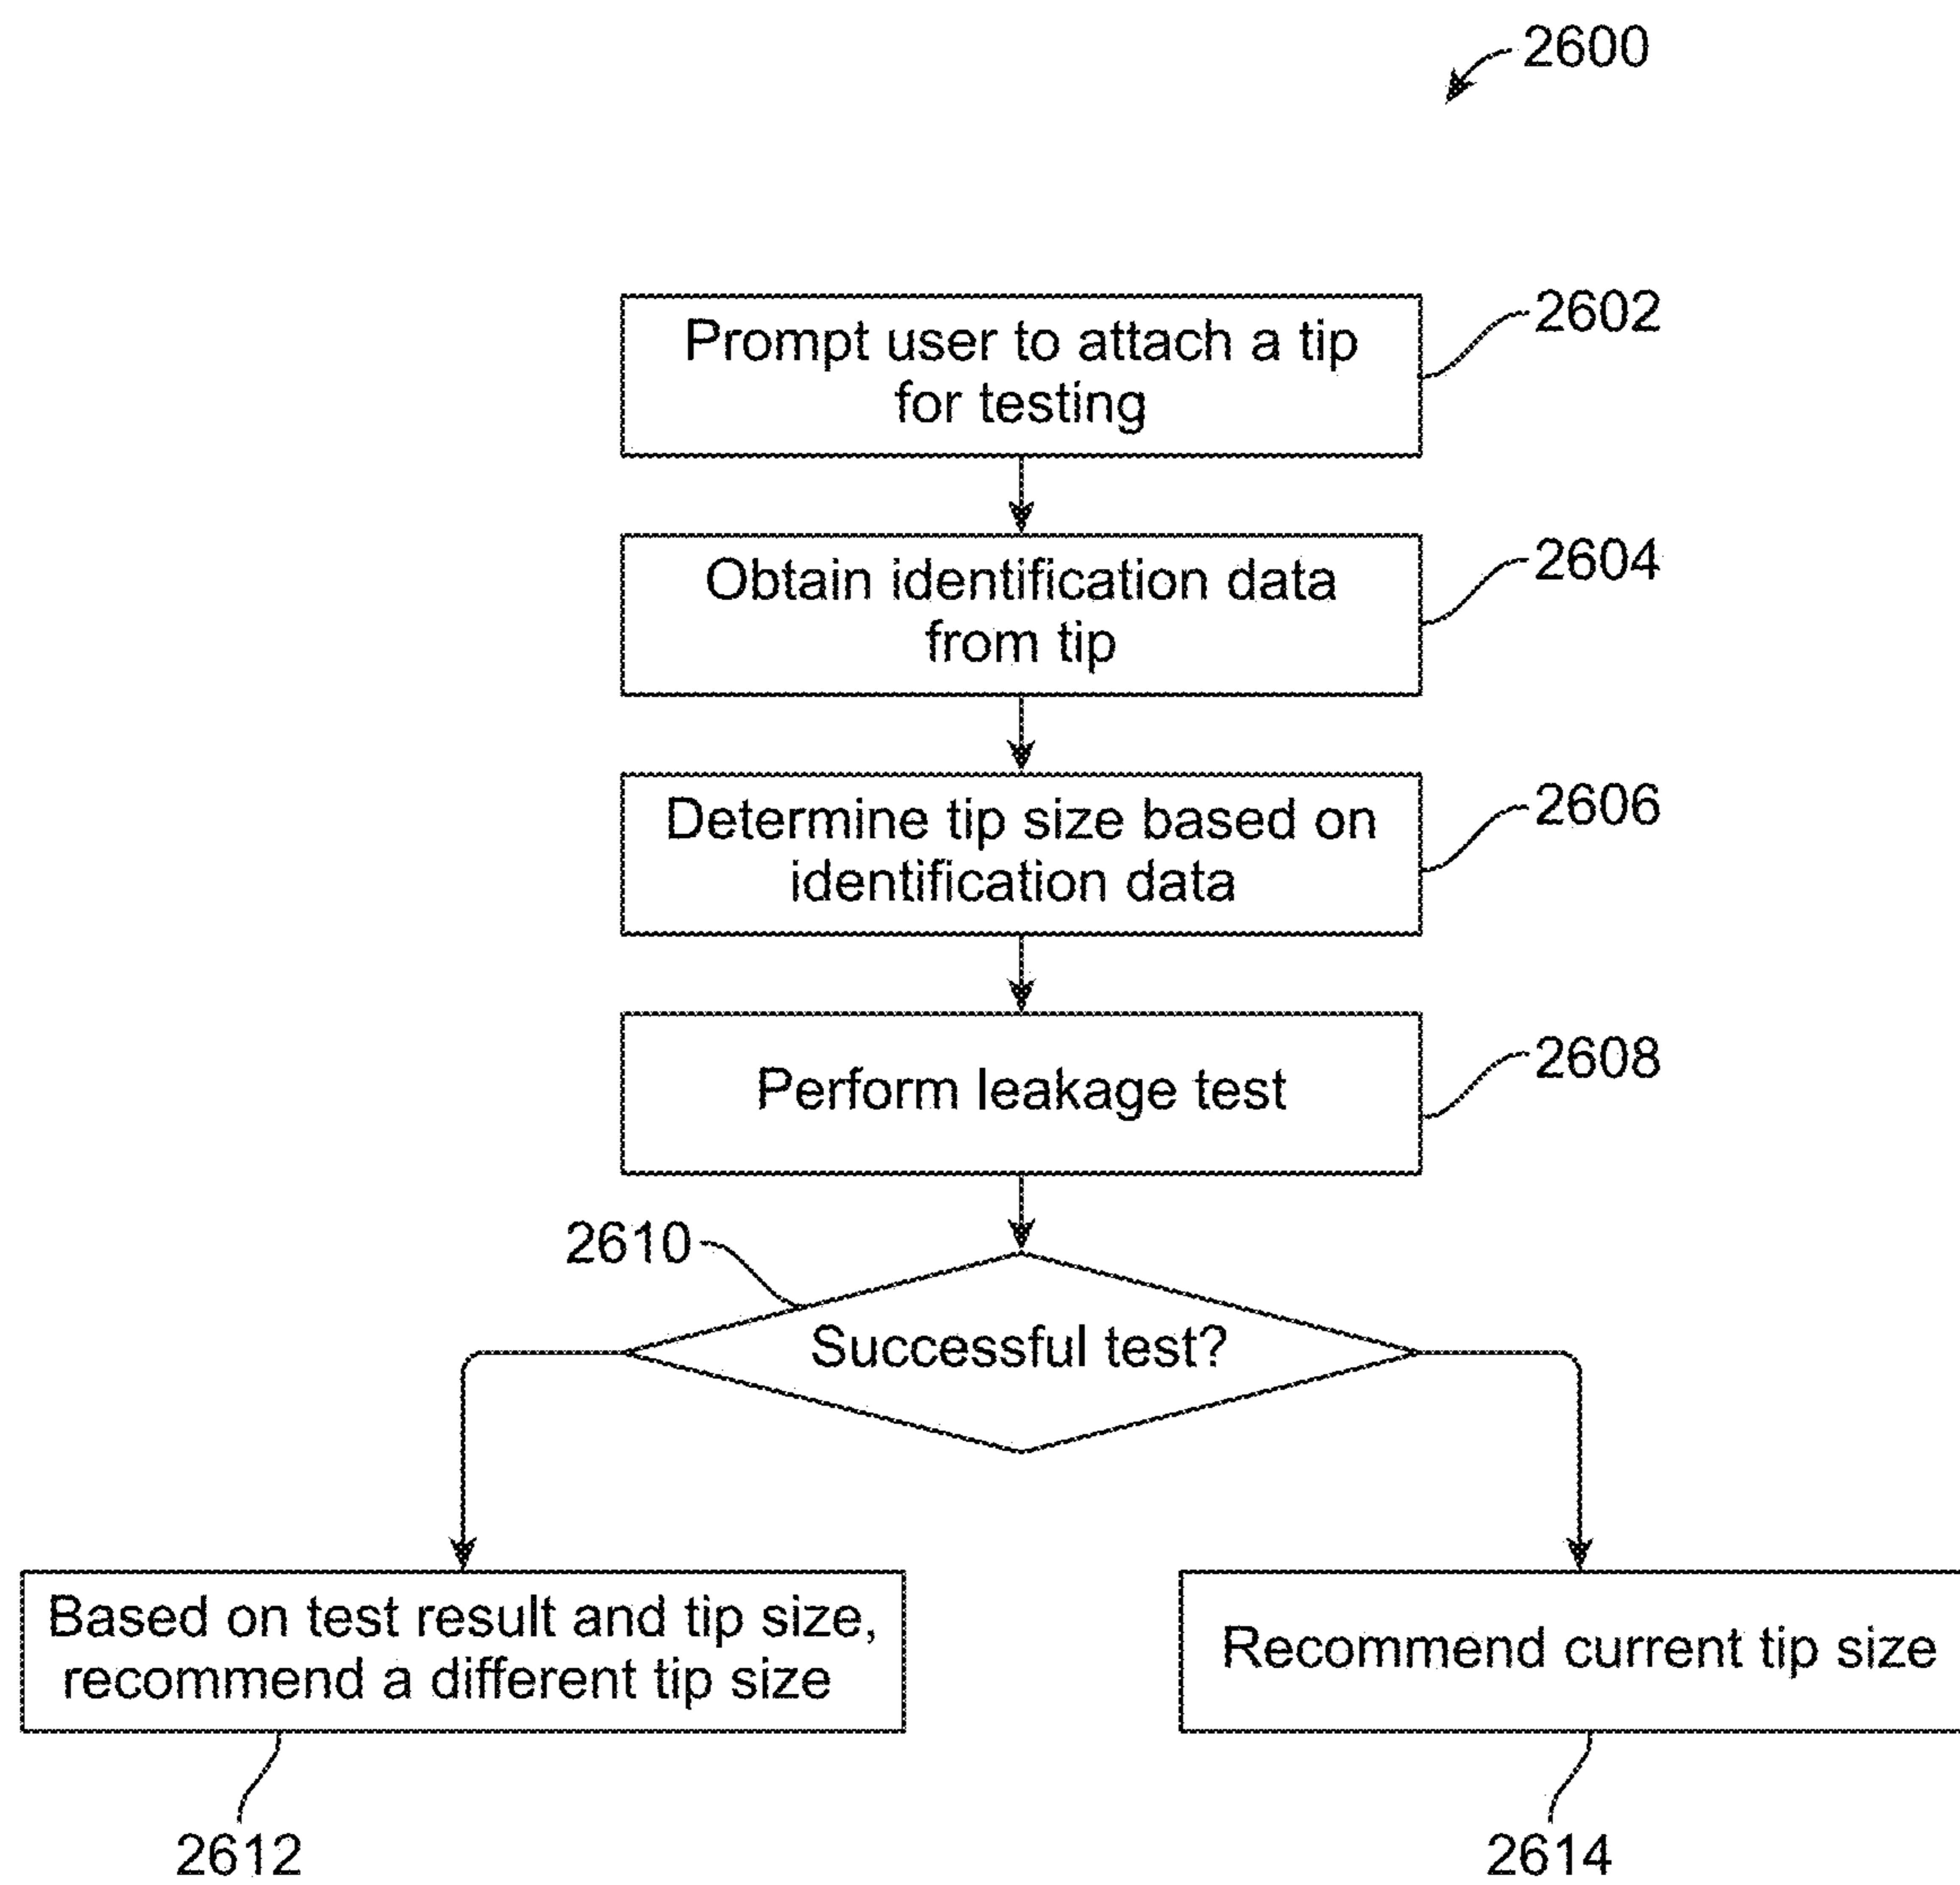 2600
Prompt user to attach a tip
for testing
2602
Obtain identification data
from tip
2604
Determine tip size based on
identification data
2606
Perform leakage test
2608
2610
Successful test?
Based on test result and tip size,
recommend a different tip size
Recommend current tip size
2612
2614